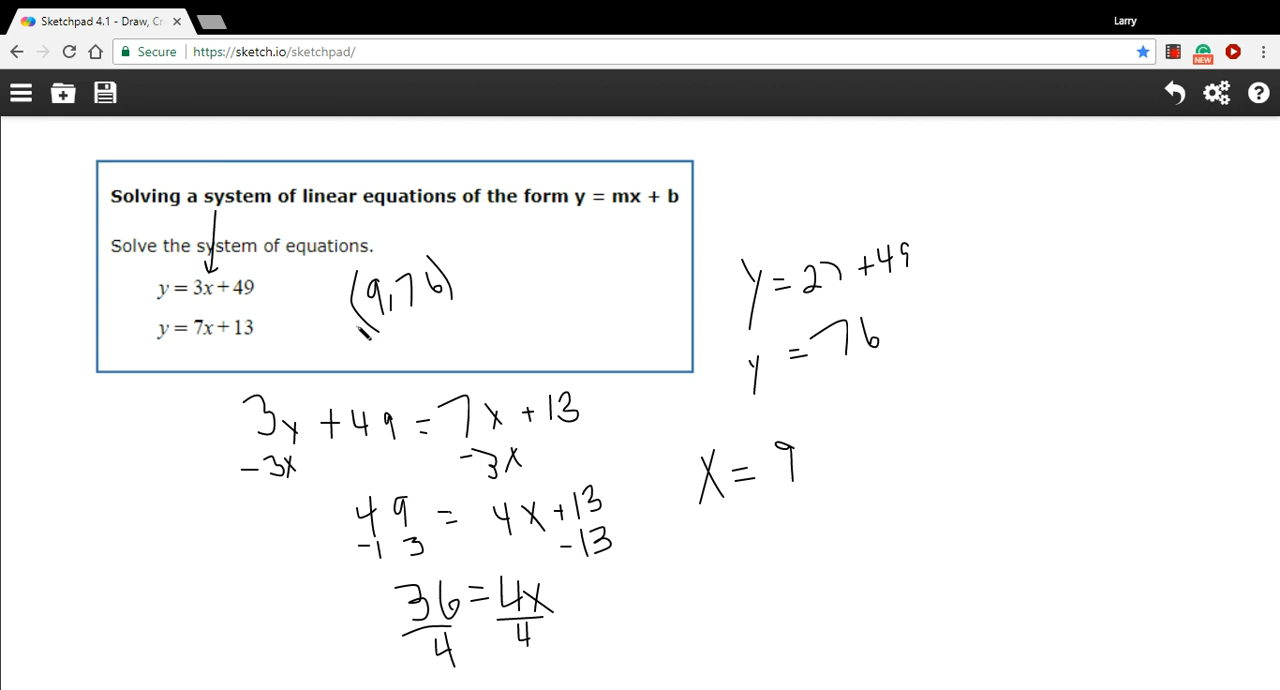 Sketchpad 4.1 - Draw, Cr
Larry
Secure https://sketch.io/sketchpad/
NEW
Solving a system of linear equations of the form y = mx + b
Solve the system of equations.
y = 3x + 49
y = 7x + 13
(9,76)
y = 27 + 49
y = 76
3x + 49 = 7x + 13
-3x -3x
49 = 4x + 13
-13 -13
36 = 4x
4 4
x = 9